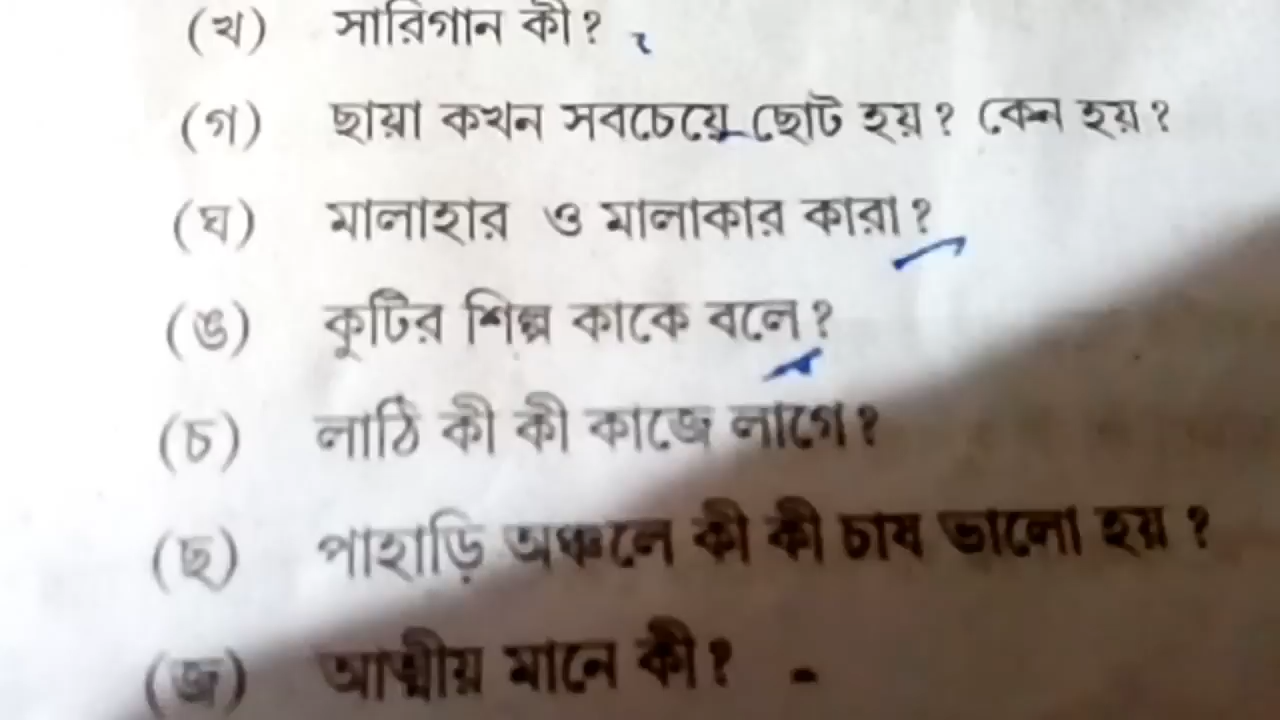 (খ) সারিগান কী?
(গ) ছায়া কখন সবচেয়ে ছোট হয়? কেন হয়?
(ঘ) মালাহার ও মালাকার কারা?
(ঙ) কুটির শিল্প কাকে বলে?
(চ) লাঠি কী কী কাজে লাগে?
(ছ) পাহাড়ি অঞ্চলে কী কী চাষ ভালো হয় ?
(জ) আত্মীয় মানে কী?